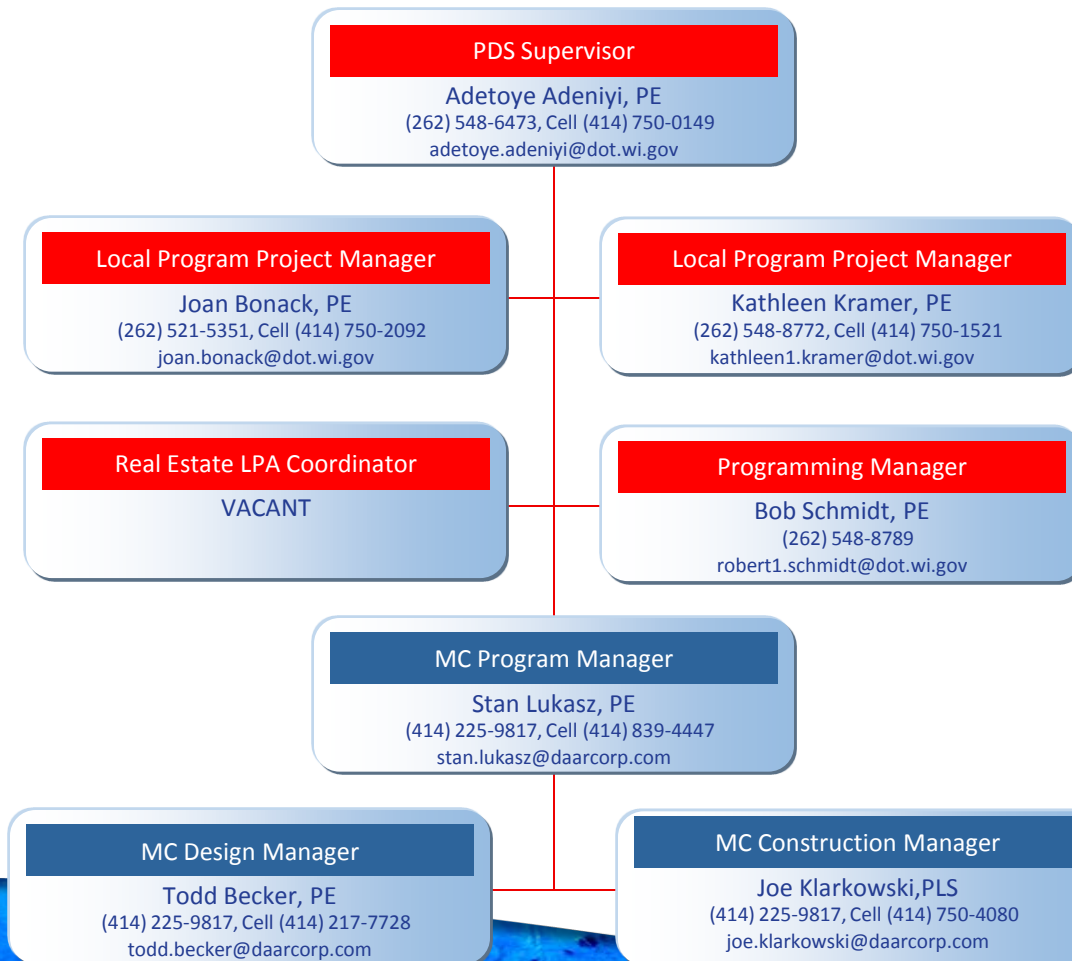 PDS Supervisor
Adetoye Adeniyi, PE
(262) 548-6473, Cell (414) 750-0149
adetoye.adeniyi@dot.wi.gov
Local Program Project Manager
Joan Bonack, PE
(262) 521-5351, Cell (414) 750-2092
joan.bonack@dot.wi.gov
Local Program Project Manager
Kathleen Kramer, PE
(262) 548-8772, Cell (414) 750-1521
kathleen1.kramer@dot.wi.gov
Real Estate LPA Coordinator
VACANT
Programming Manager
Bob Schmidt, PE
(262) 548-8789
robert1.schmidt@dot.wi.gov
MC Program Manager
Stan Lukasz, PE
(414) 225-9817, Cell (414) 839-4447
stan.lukasz@daarcorp.com
MC Design Manager
Todd Becker, PE
(414) 225-9817, Cell (414) 217-7728
todd.becker@daarcorp.com
MC Construction Manager
Joe Klarkowski,PLS
(414) 225-9817, Cell (414) 750-4080
joe.klarkowski@daarcorp.com